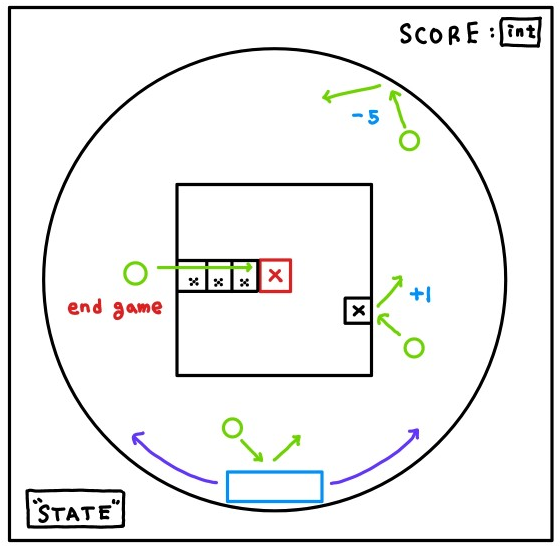 SCORE : int
-5
end game
x x x x
x
+1
"STATE"